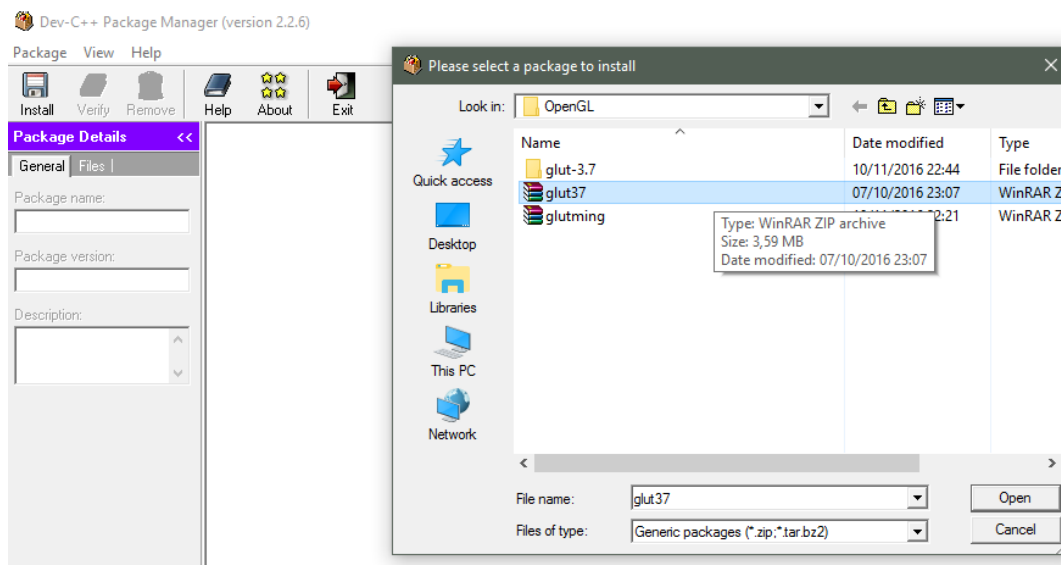 Dev-C++ Package Manager (version 2.2.6)
Package View Help
Install Verify Remove Help About Exit
Package Details <<
General Files
Package name:
Package version:
Description:
Please select a package to install
Look in: OpenGL
Name Date modified Type
glut-3.7 10/11/2016 22:44 File folder
glut37 07/10/2016 23:07 WinRAR Z
glutming 2:21 WinRAR Z
Type: WinRAR ZIP archive
Size: 3,59 MB
Date modified: 07/10/2016 23:07
Quick access
Desktop
Libraries
This PC
Network
File name: glut37 Open
Files of type: Generic packages (*.zip;*.tar.bz2) Cancel